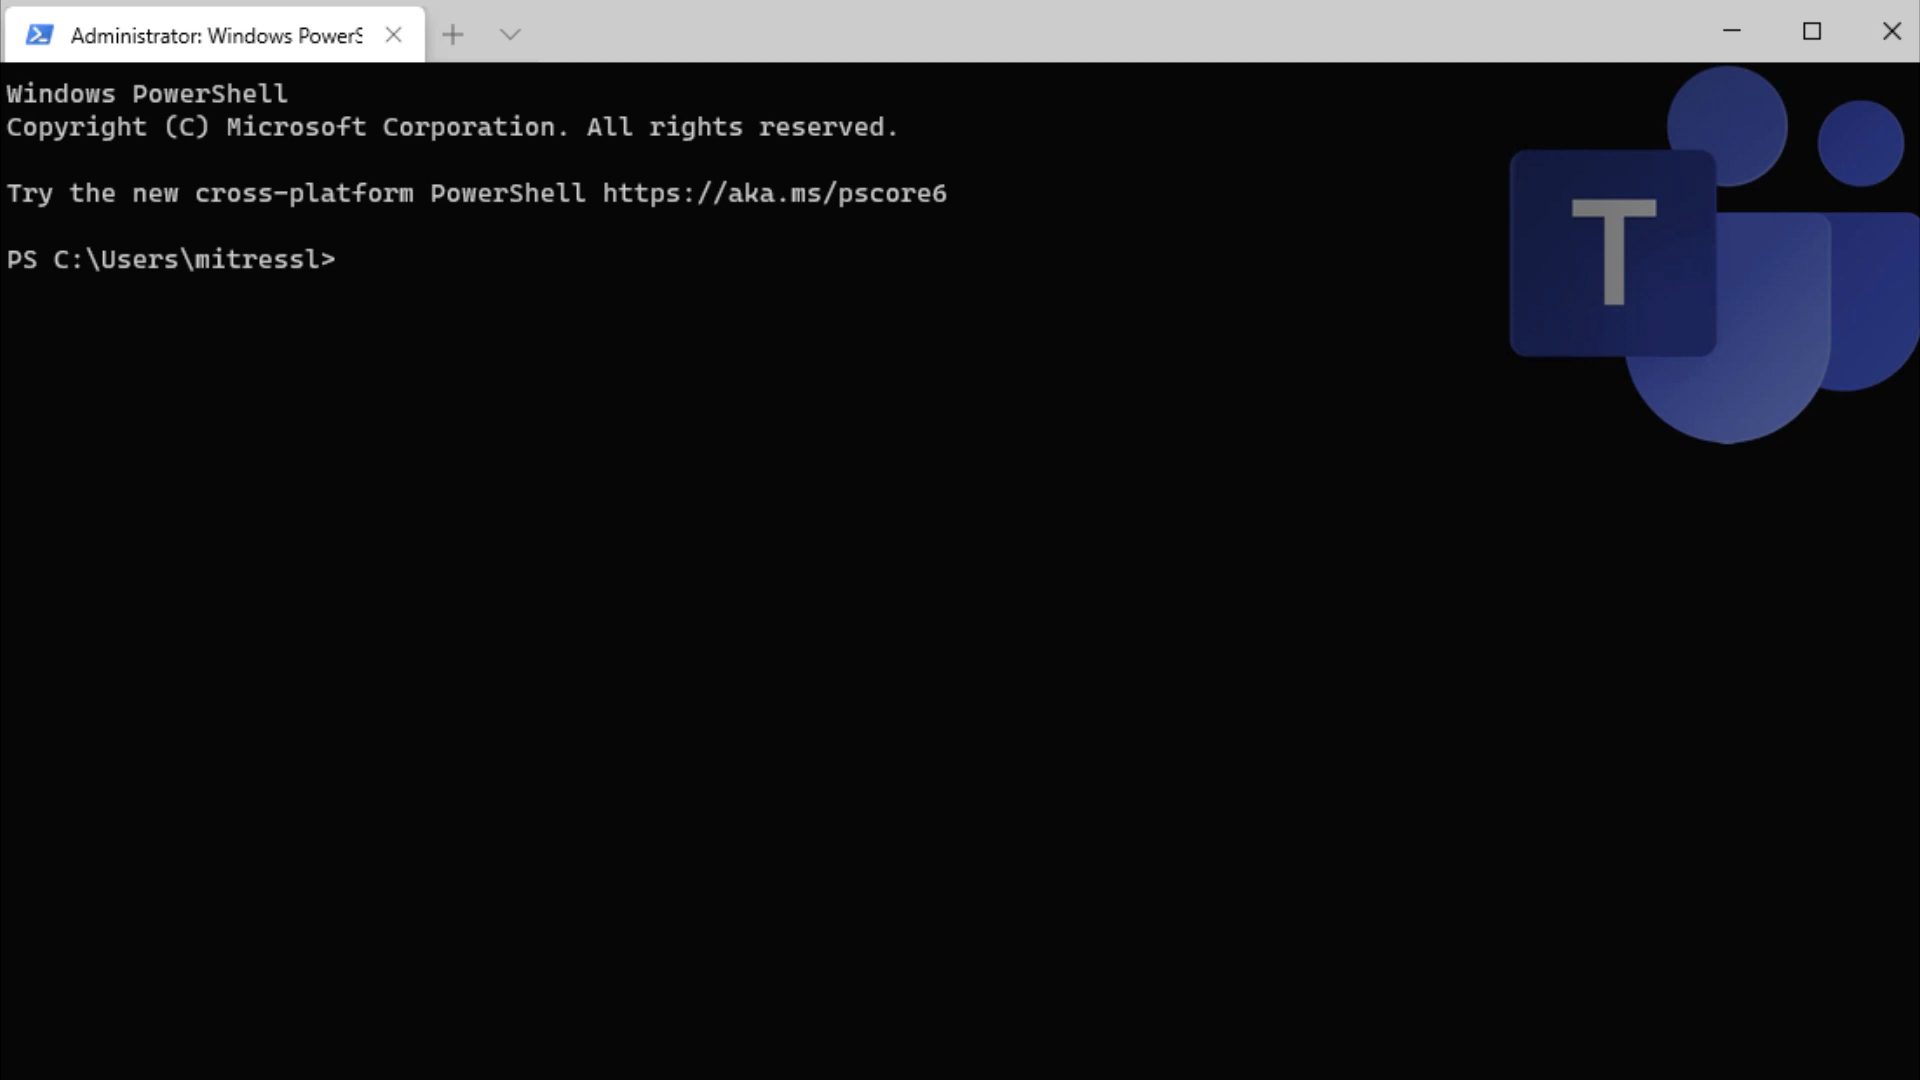 Administrator: Windows PowerS
Windows PowerShell
Copyright (C) Microsoft Corporation. All rights reserved.
Try the new cross-platform PowerShell https://aka.ms/pscore6
PS C:\Users\mitressl>
T